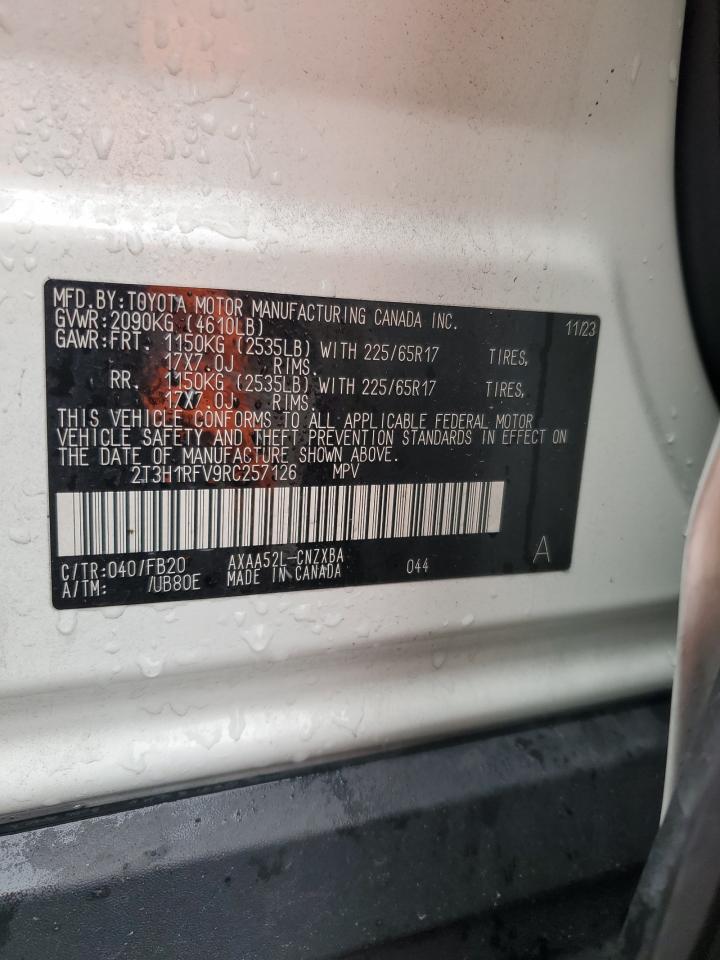 MFD.BY:TOYOTA MOTOR MANUFACTURING CANADA INC. 11/23
GVWR:2090KG (4610LB)
GAWR:FRT. 1150KG (2535LB) WITH 225/65R17 TIRES,
17X7.0J RIMS.
RR. 1150KG (2535LB) WITH 225/65R17 TIRES,
17X7.0J RIMS.
THIS VEHICLE CONFORMS TO ALL APPLICABLE FEDERAL MOTOR
VEHICLE SAFETY AND THEFT PREVENTION STANDARDS IN EFFECT ON
THE DATE OF MANUFACTURE SHOWN ABOVE.
2T3H1RFV9RC257126 MPV
C/TR:040/FB20 AXAA52L-CNZXBA 044 A
A/TM: /UB80E MADE IN CANADA